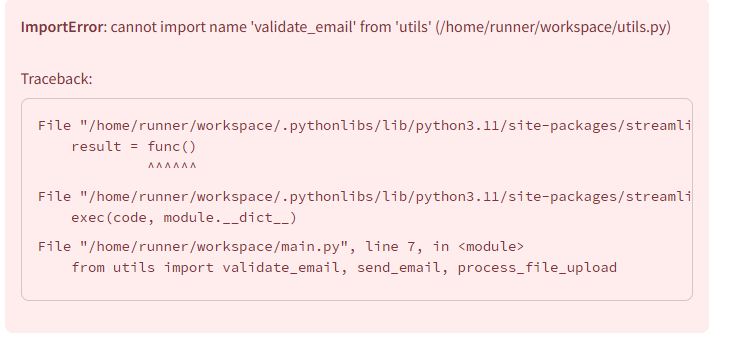 ImportError: cannot import name 'validate_email' from 'utils' (/home/runner/workspace/utils.py)
Traceback:
File "/home/runner/workspace/.pythonlibs/lib/python3.11/site-packages/streamli
result = func()
^^^^^^
File "/home/runner/workspace/.pythonlibs/lib/python3.11/site-packages/streamli
exec(code, module.__dict__)
File "/home/runner/workspace/main.py", line 7, in <module>
from utils import validate_email, send_email, process_file_upload